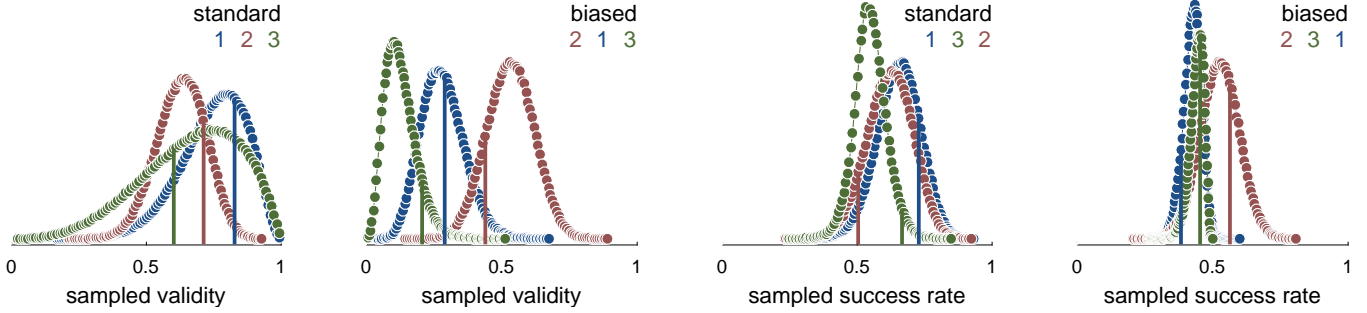 standard
1 2 3
0 0.5 1
sampled validity
biased
2 1 3
0 0.5 1
sampled validity
standard
1 3 2
0 0.5 1
sampled success rate
biased
2 3 1
0 0.5 1
sampled success rate